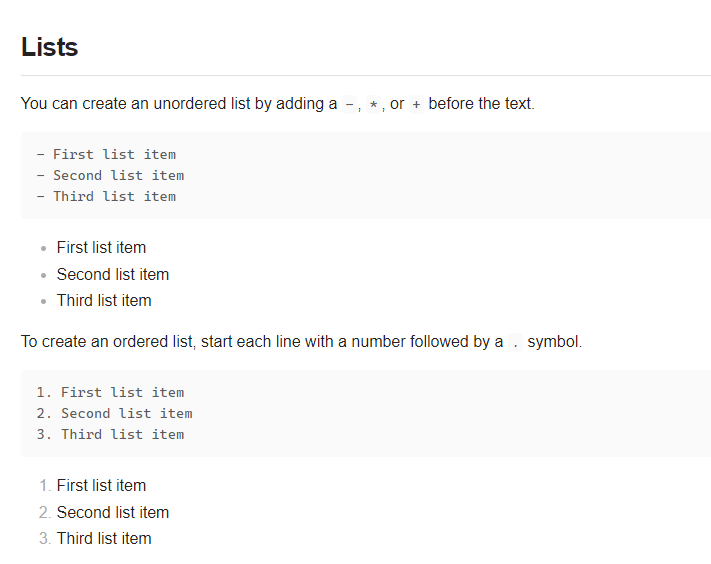 Lists
You can create an unordered list by adding a -, *, or + before the text.
- First list item
- Second list item
- Third list item
• First list item
• Second list item
• Third list item
To create an ordered list, start each line with a number followed by a . symbol.
1. First list item
2. Second list item
3. Third list item
1. First list item
2. Second list item
3. Third list item